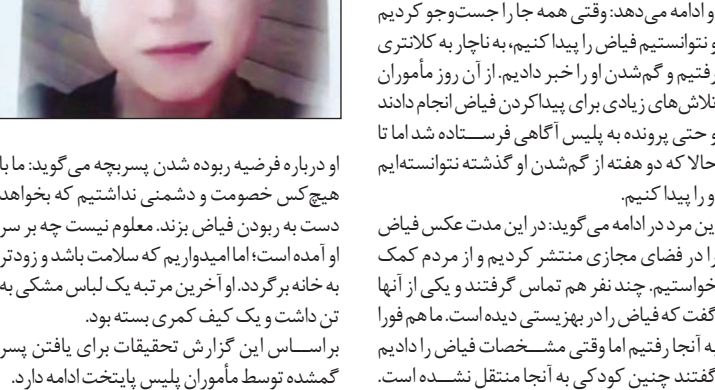 و ادامه می‌دهد: وقتی همه جا را جست‌وجو کردیم
و نتوانستیم فیاض را پیدا کنیم، به ناچار به کلانتری
رفتیم و گم‌شدن او را خبر دادیم. از آن روز مأموران
تلاش‌های زیادی برای پیداکردن فیاض انجام دادند
و حتی پرونده به پلیس آگاهی فرستاده شد اما تا
حالا که دو هفته از گم‌شدن او گذشته نتوانسته‌ایم
او را پیدا کنیم.
این مرد در ادامه می‌گوید: در این مدت عکس فیاض
را در فضای مجازی منتشر کردیم و از مردم کمک
خواستیم. چند نفر هم تماس گرفتند و یکی از آنها
گفت که فیاض را در بهزیستی دیده است. ما هم فورا
به آنجا رفتیم اما وقتی مشخصات فیاض را دادیم
گفتند چنین کودکی به آنجا منتقل نشده است.
او درباره فرضیه ربوده شدن پسربچه می‌گوید: ما با
هیچ‌کس خصومت و دشمنی نداشتیم که بخواهد
دست به ربودن فیاض بزند. معلوم نیست چه بر سر
او آمده است؛ اما امیدواریم که سلامت باشد و زودتر
به خانه برگردد. او آخرین مرتبه یک لباس مشکی به
تن داشت و یک کیف کمری بسته بود.
براساس این گزارش تحقیقات برای یافتن پسر
گمشده توسط مأموران پلیس پایتخت ادامه دارد.